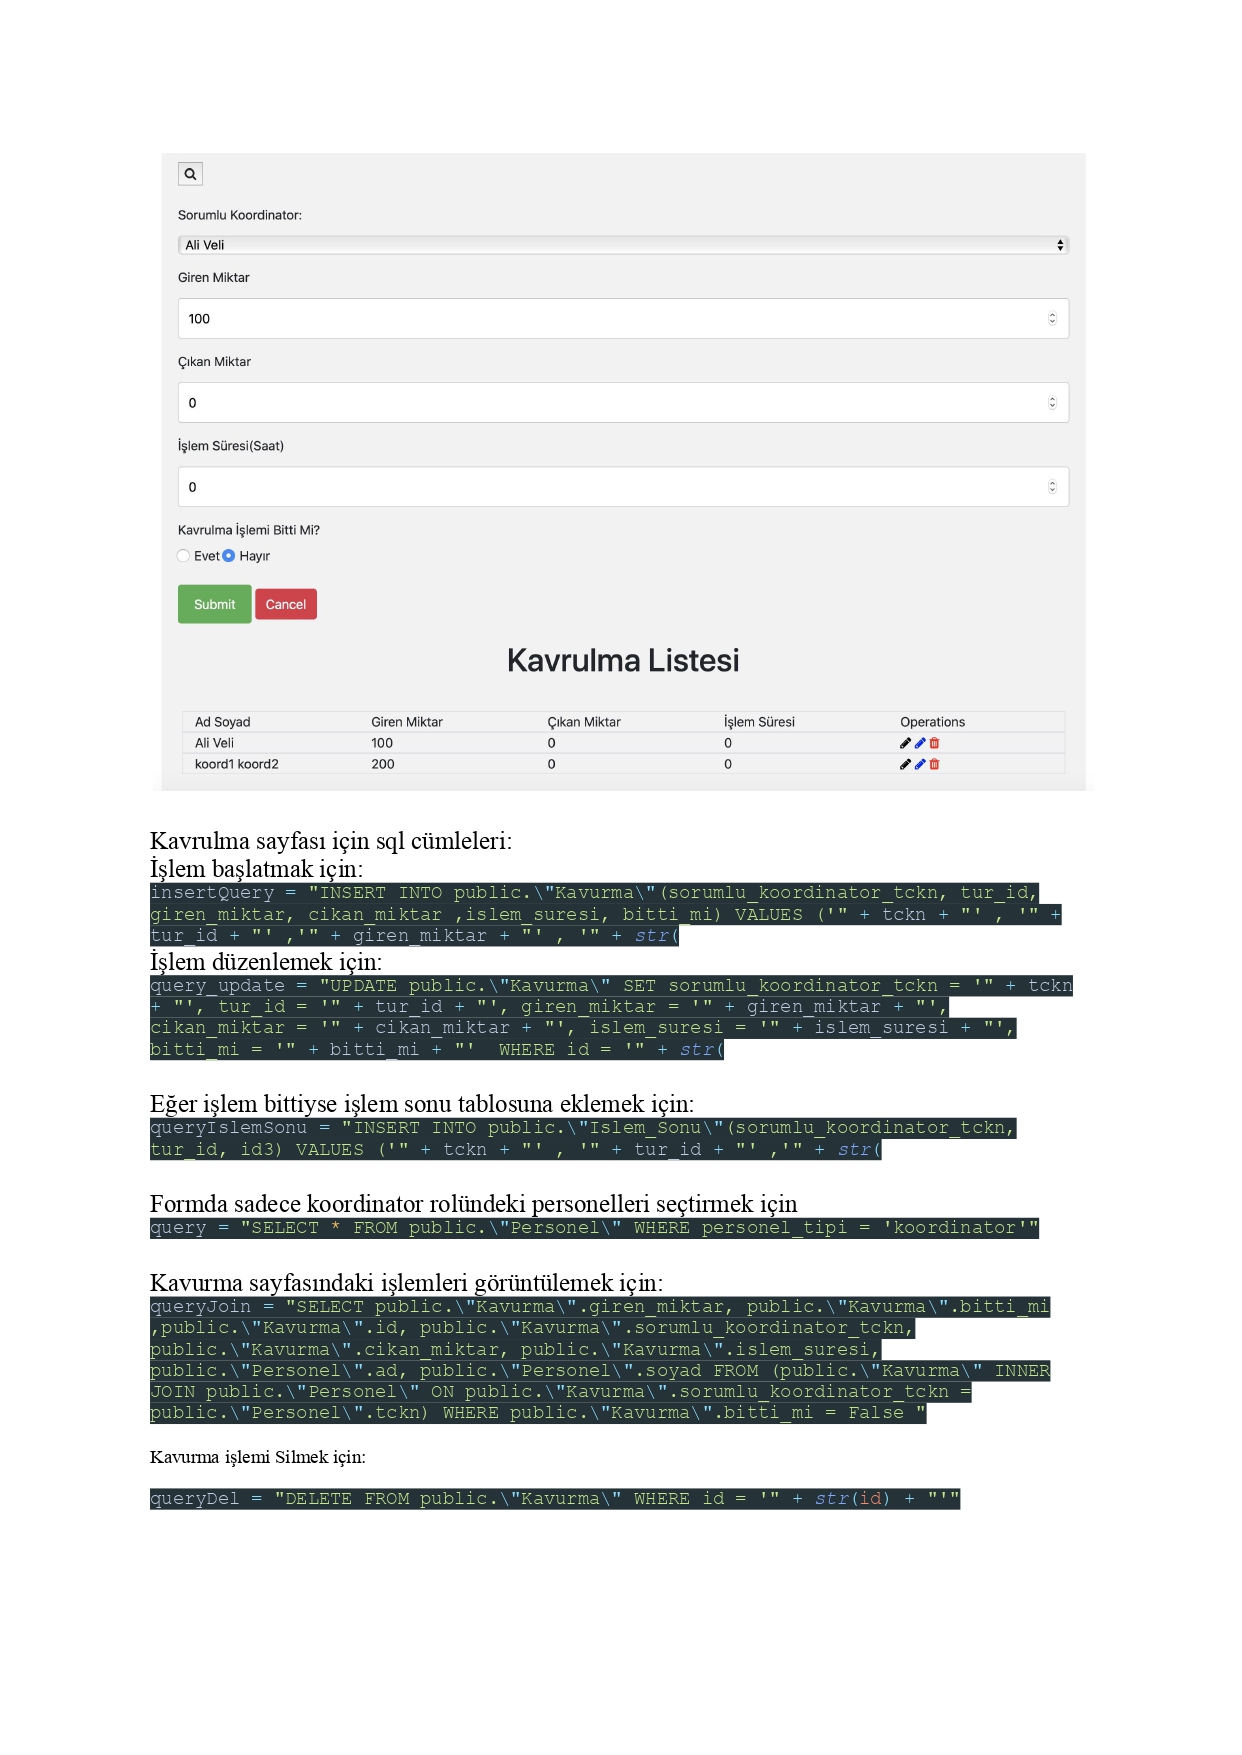 Sorumlu Koordinator:
Ali Veli
Giren Miktar
100
Çıkan Miktar
0
İşlem Süresi(Saat)
0
Kavrulma İşlemi Bitti Mi?
Evet Hayır
Submit Cancel
Kavrulma Listesi
Ad Soyad Giren Miktar Çıkan Miktar İşlem Süresi Operations
Ali Veli 100 0 0
koord1 koord2 200 0 0
Kavrulma sayfası için sql cümleleri:
İşlem başlatmak için:
insertQuery = "INSERT INTO public.\"Kavurma\"(sorumlu_koordinator_tckn, tur_id,
giren_miktar, cikan_miktar ,islem_suresi, bitti_mi) VALUES ('" + tckn + "' , '" +
tur_id + "' ,'" + giren_miktar + "' , '" + str(
İşlem düzenlemek için:
query_update = "UPDATE public.\"Kavurma\" SET sorumlu_koordinator_tckn = '" + tckn
+ "', tur_id = '" + tur_id + "', giren_miktar = '" + giren_miktar + "',
cikan_miktar = '" + cikan_miktar + "', islem_suresi = '" + islem_suresi + "',
bitti_mi = '" + bitti_mi + "'  WHERE id = '" + str(
Eğer işlem bittiyse işlem sonu tablosuna eklemek için:
queryIslemSonu = "INSERT INTO public.\"Islem_Sonu\"(sorumlu_koordinator_tckn,
tur_id, id3) VALUES ('" + tckn + "' , '" + tur_id + "' ,'" + str(
Formda sadece koordinator rolündeki personelleri seçtirmek için
query = "SELECT * FROM public.\"Personel\" WHERE personel_tipi = 'koordinator'"
Kavurma sayfasındaki işlemleri görüntülemek için:
queryJoin = "SELECT public.\"Kavurma\".giren_miktar, public.\"Kavurma\".bitti_mi
,public.\"Kavurma\".id, public.\"Kavurma\".sorumlu_koordinator_tckn,
public.\"Kavurma\".cikan_miktar, public.\"Kavurma\".islem_suresi,
public.\"Personel\".ad, public.\"Personel\".soyad FROM (public.\"Kavurma\" INNER
JOIN public.\"Personel\" ON public.\"Kavurma\".sorumlu_koordinator_tckn =
public.\"Personel\".tckn) WHERE public.\"Kavurma\".bitti_mi = False "
Kavurma işlemi Silmek için:
queryDel = "DELETE FROM public.\"Kavurma\" WHERE id = '" + str(id) + "'"